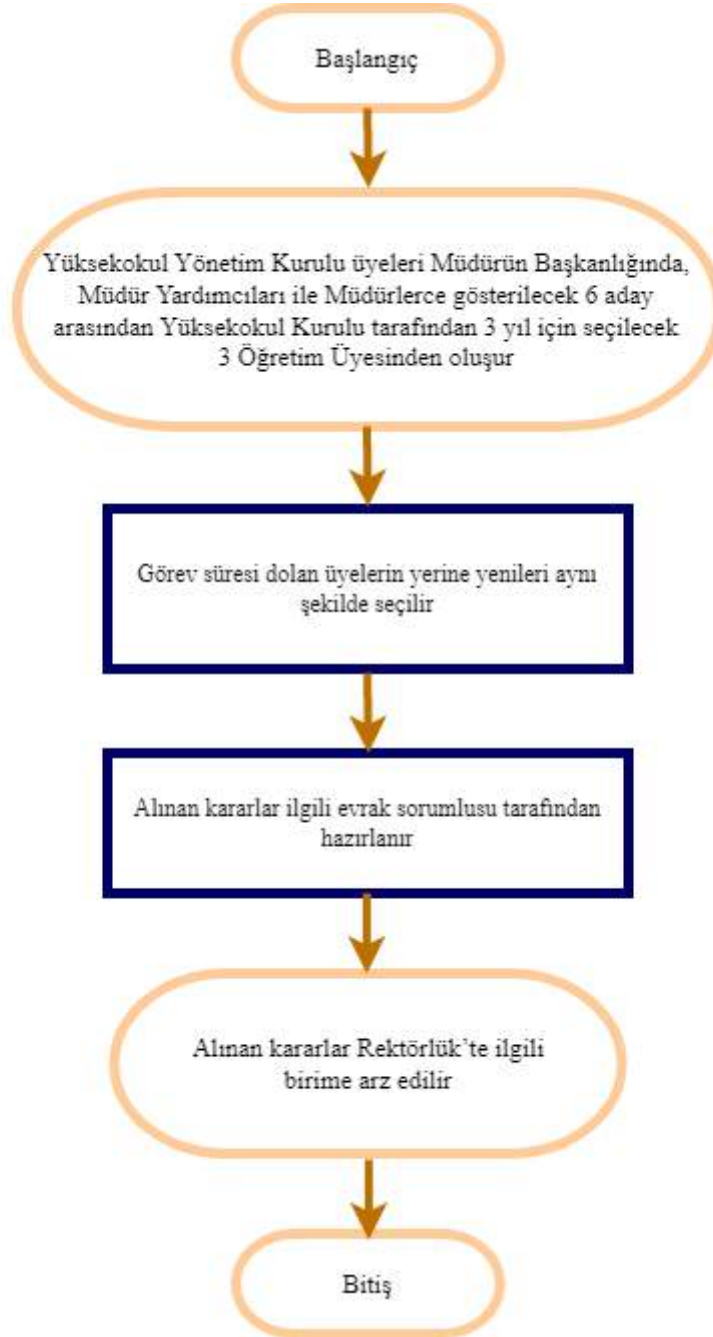 Başlangıç
Yüksekokul Yönetim Kurulu üyeleri Müdürün Başkanlığında,
Müdür Yardımcıları ile Müdürlerce gösterilecek 6 aday
arasından Yüksekokul Kurulu tarafından 3 yıl için seçilecek
3 Öğretim Üyesinden oluşur
Görev süresi dolan üyelerin yerine yenileri aynı
şekilde seçilir
Alınan kararlar ilgili evrak sorumlusu tarafından
hazırlanır
Alınan kararlar Rektörlük’te ilgili
birime arz edilir
Bitiş